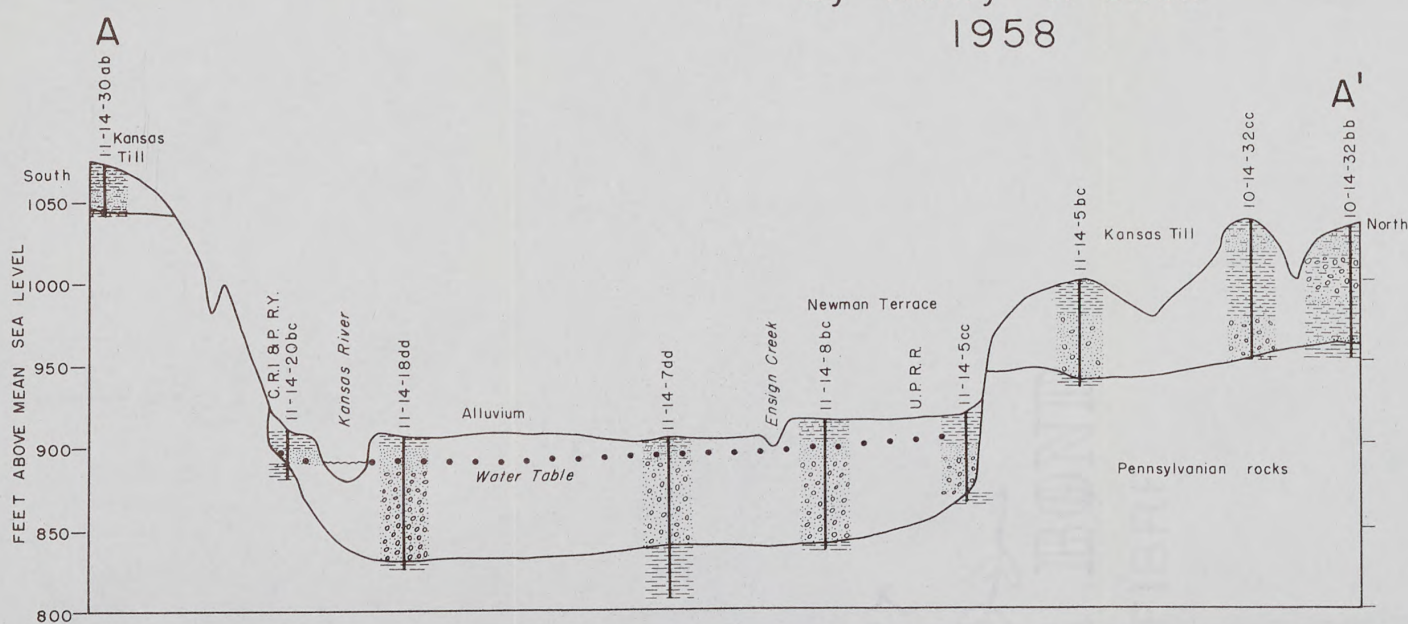 1958
A
A'
South
North
FEET ABOVE MEAN SEA LEVEL
1050
1000
950
900
850
800
11-14-30ab
Kansas
Till
C.R.I & P. R.Y.
11-14-20bc
Kansas River
11-14-18dd
Alluvium
Water Table
11-14-7dd
Ensign Creek
Newman Terrace
11-14-8bc
U.P.R.R.
11-14-5cc
11-14-5bc
Kansas Till
10-14-32cc
10-14-32bb
Pennsylvanian rocks